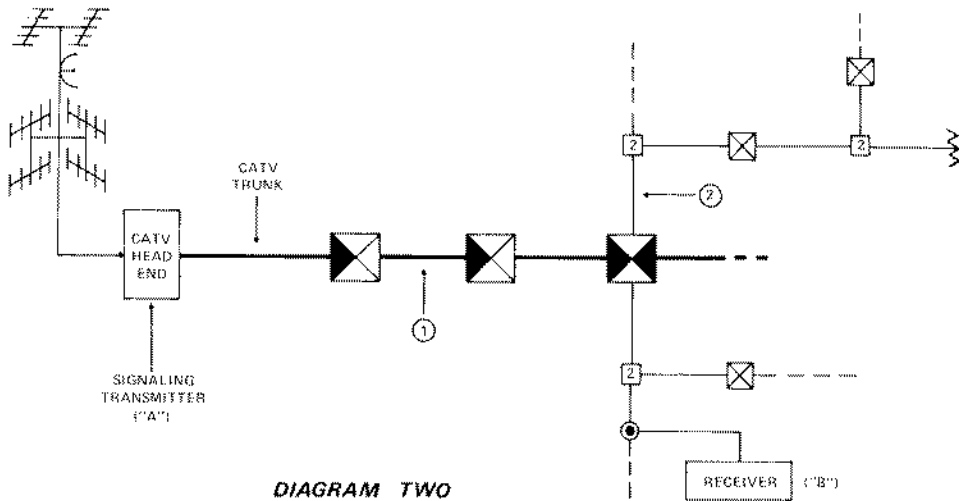 2
2
CATV
TRUNK
2
CATV
HEAD
END
1
SIGNALING
TRANSMITTER
("A")
2
DIAGRAM TWO
RECEIVER ("B")